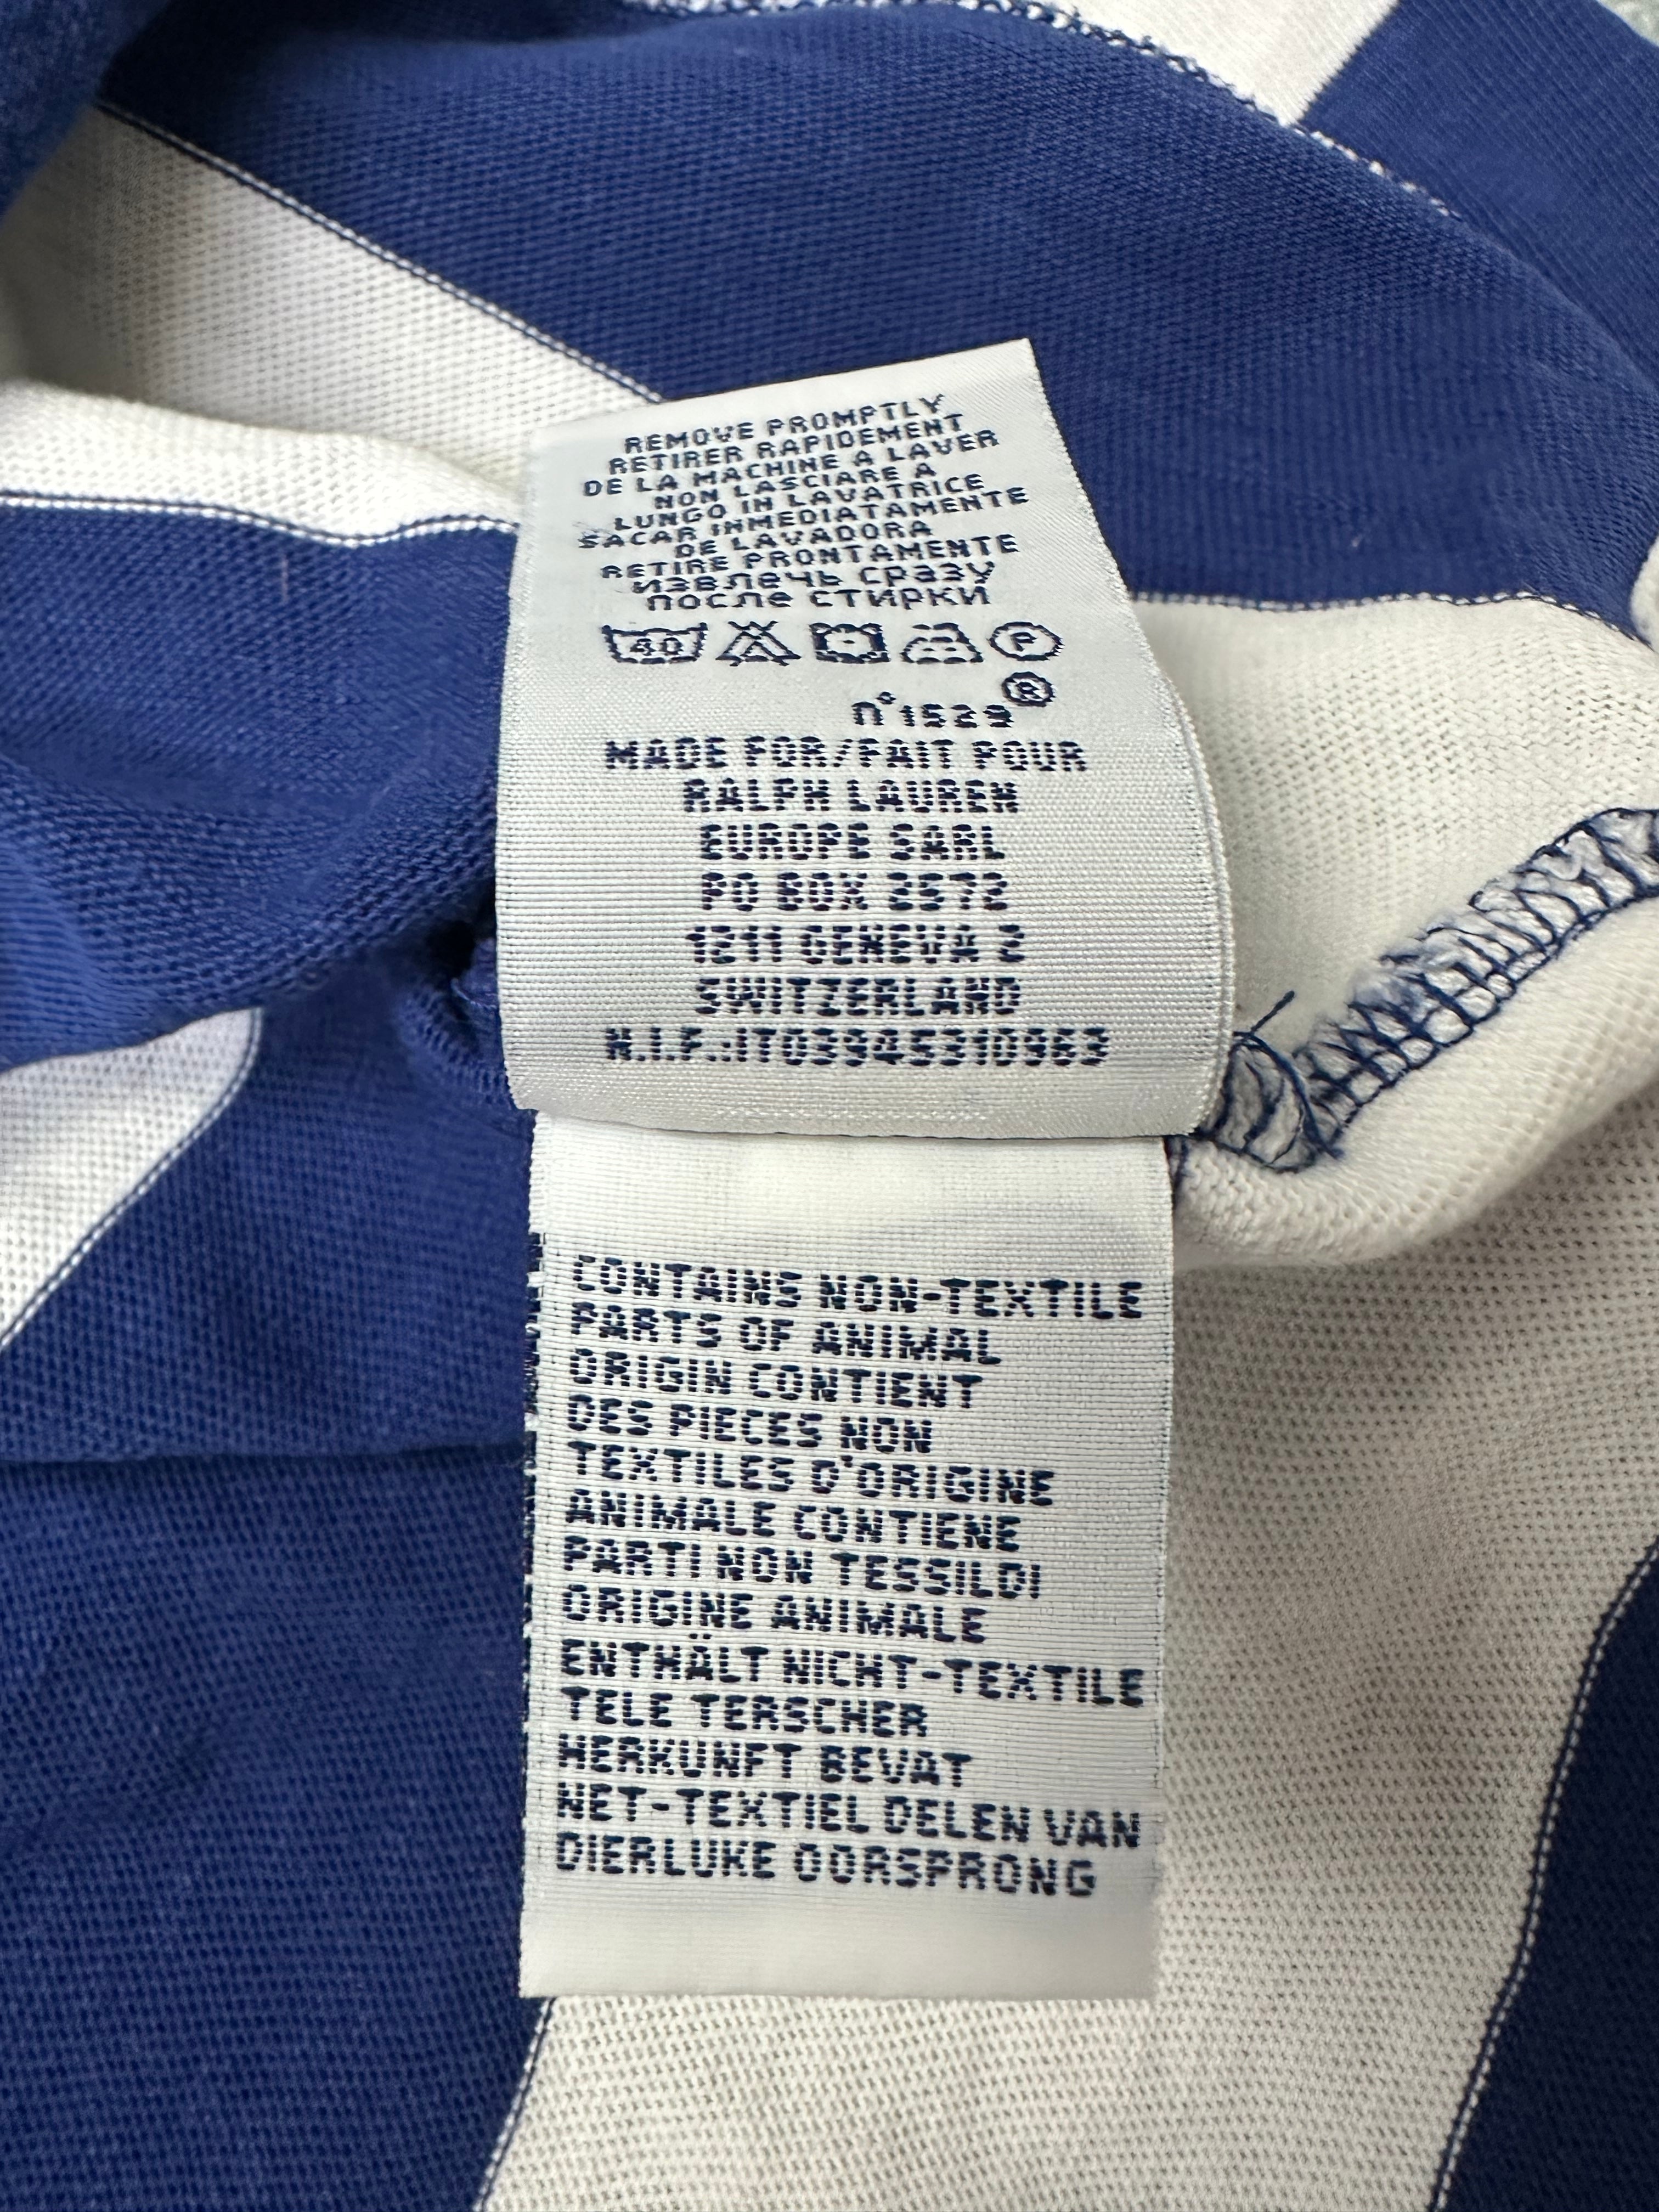 REMOVE PROMPTLY
RETIRER RAPIDEMENT
DE LA MACHINE A LAVER
NON LASCIARE A
LUNGO IN LAVATRICE
SACAR INMEDIATAMENTE
DE LAVADORA
RETIRE PRONTAMENTE
извлечь сразу
после стирки
40 P
n°1529®
MADE FOR/FAIT POUR
RALPH LAUREN
EUROPE SARL
PO BOX 2572
1211 GENEVA 2
SWITZERLAND
N.I.F.:IT03945310963
CONTAINS NON-TEXTILE
PARTS OF ANIMAL
ORIGIN CONTIENT
DES PIECES NON
TEXTILES D'ORIGINE
ANIMALE CONTIENE
PARTI NON TESSILDI
ORIGINE ANIMALE
ENTHÄLT NICHT-TEXTILE
TELE TERSCHER
HERKUNFT BEVAT
NET-TEXTIEL DELEN VAN
DIERLUKE OORSPRONG